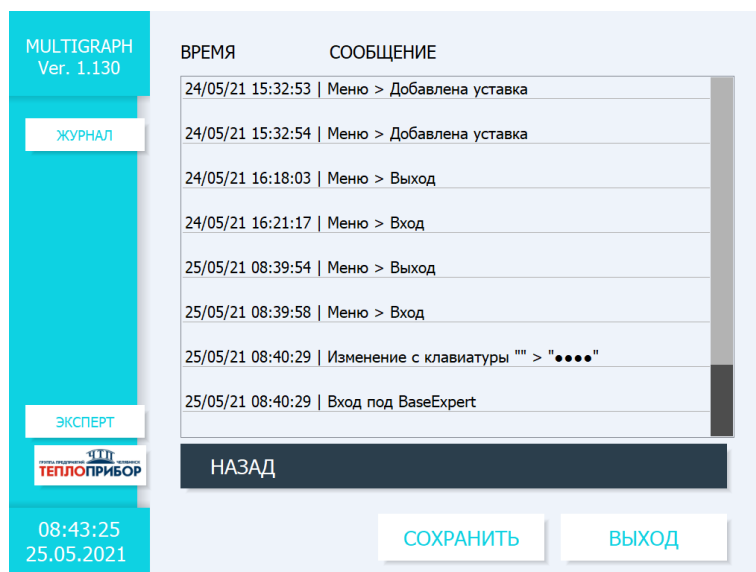 MULTIGRAPH
Ver. 1.130
ВРЕМЯ СООБЩЕНИЕ
24/05/21 15:32:53 | Меню > Добавлена уставка
24/05/21 15:32:54 | Меню > Добавлена уставка
ЖУРНАЛ
24/05/21 16:18:03 | Меню > Выход
24/05/21 16:21:17 | Меню > Вход
25/05/21 08:39:54 | Меню > Выход
25/05/21 08:39:58 | Меню > Вход
25/05/21 08:40:29 | Изменение с клавиатуры "" > "●●●●"
25/05/21 08:40:29 | Вход под BaseExpert
ЭКСПЕРТ
ГРУППА ПРЕДПРИЯТИЙ ЧЕЛЯБИНСК
ТЕПЛОПРИБОР
НАЗАД
08:43:25
25.05.2021
СОХРАНИТЬ ВЫХОД